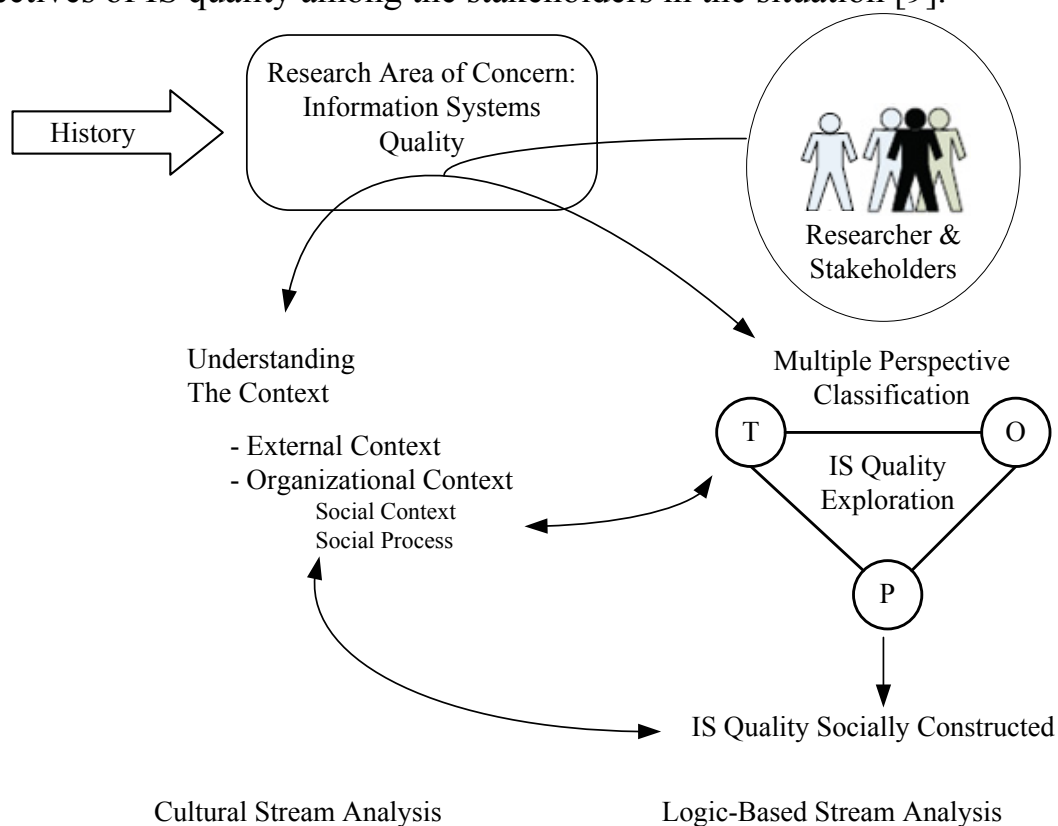 ectives of IS quality among the stakeholders in the situation [9].
Research Area of Concern:
Information Systems
Quality
History
Researcher &
Stakeholders
Understanding
The Context
- External Context
- Organizational Context
Social Context
Social Process
Multiple Perspective
Classification
T
O
IS Quality
Exploration
P
IS Quality Socially Constructed
Cultural Stream Analysis
Logic-Based Stream Analysis